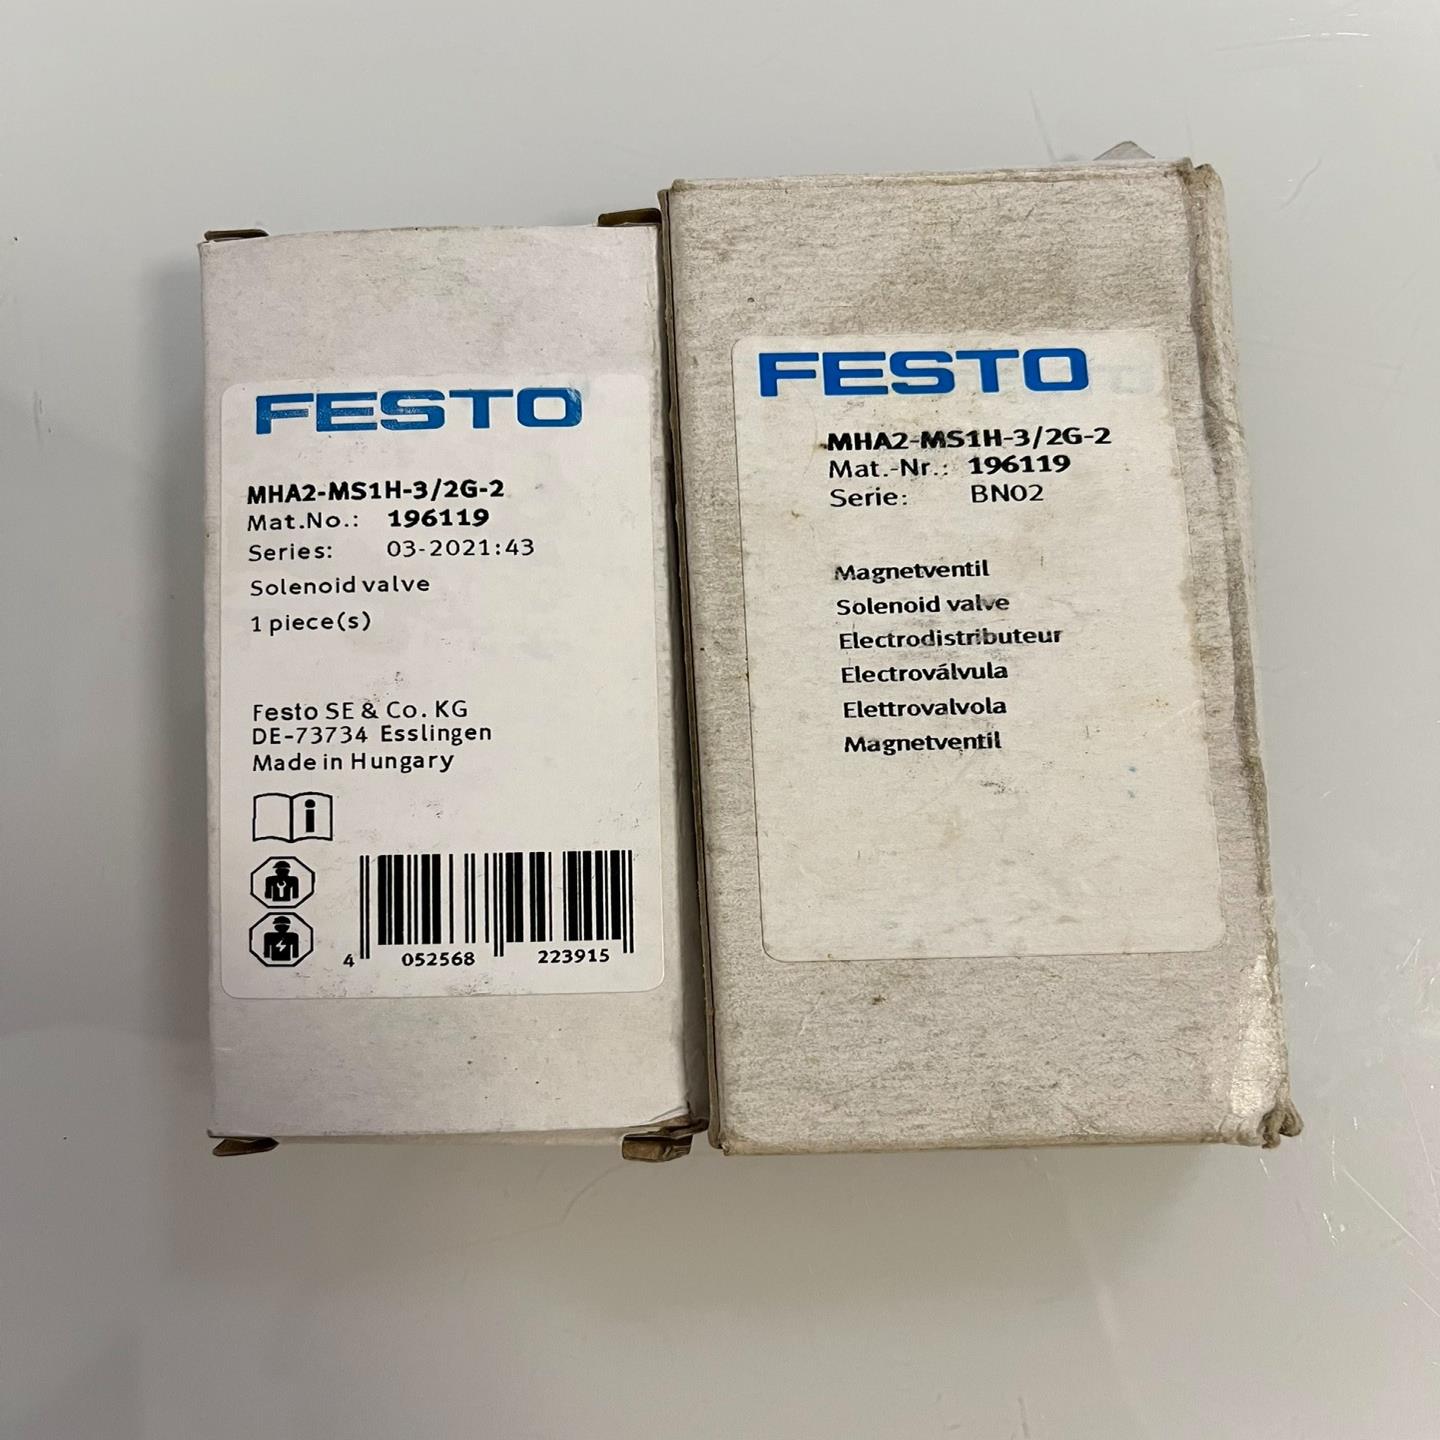 FESTO
MHA2-MS1H-3/2G-2
Mat.No.: 196119
Series: 03-2021:43
Solenoid valve
1 piece(s)
Festo SE & Co. KG
DE-73734 Esslingen
Made in Hungary
i
4 052568 223915
FESTO
MHA2-MS1H-3/2G-2
Mat.-Nr.: 196119
Serie: BN02
Magnetventil
Solenoid valve
Electrodistributeur
Electroválvula
Elettrovalvola
Magnetventil